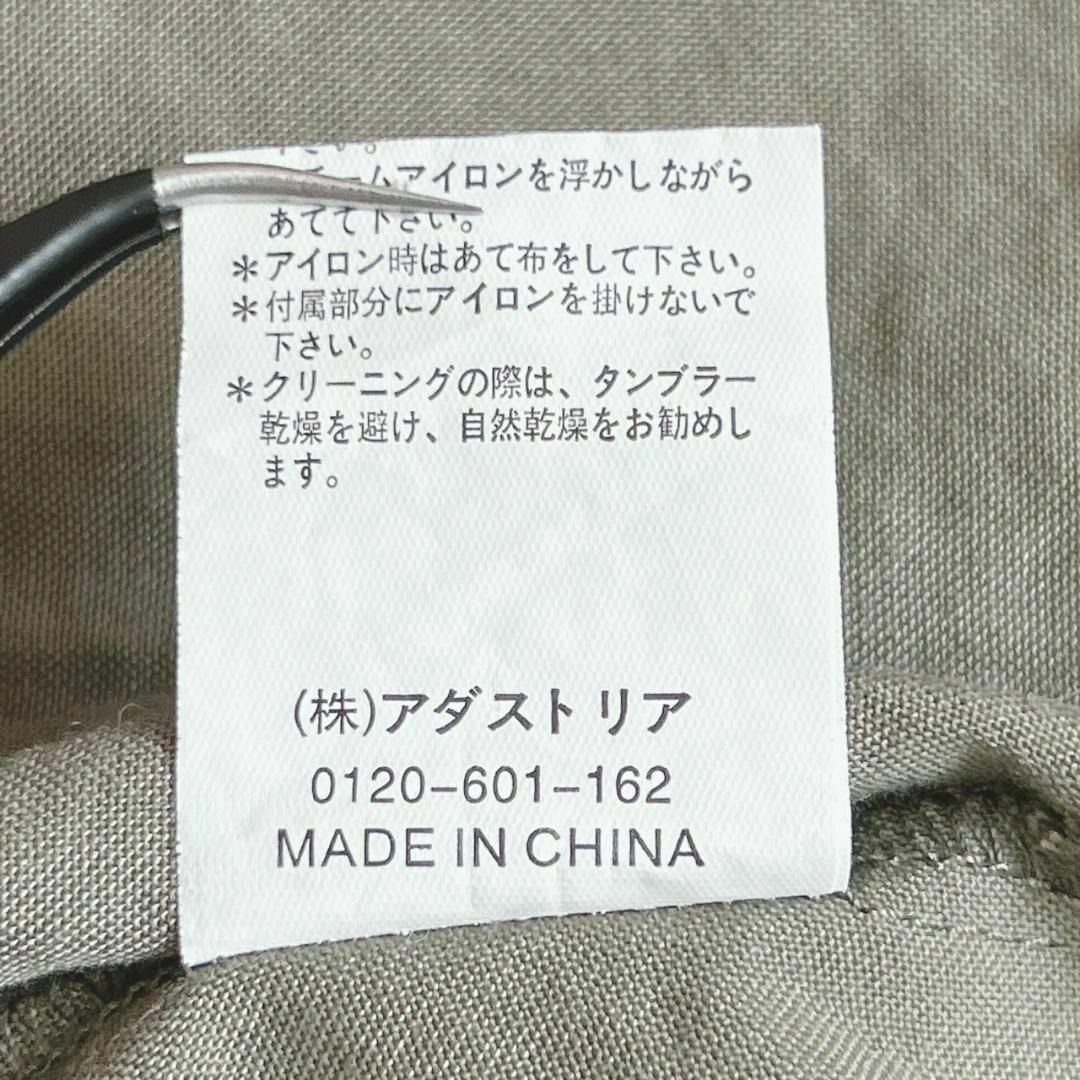 ームアイロンを浮かしながら
あてて下さい。
＊アイロン時はあて布をして下さい。
＊付属部分にアイロンを掛けないで
下さい。
＊クリーニングの際は、タンブラー
乾燥を避け、自然乾燥をお勧めし
ます。
(株)アダストリア
0120-601-162
MADE IN CHINA